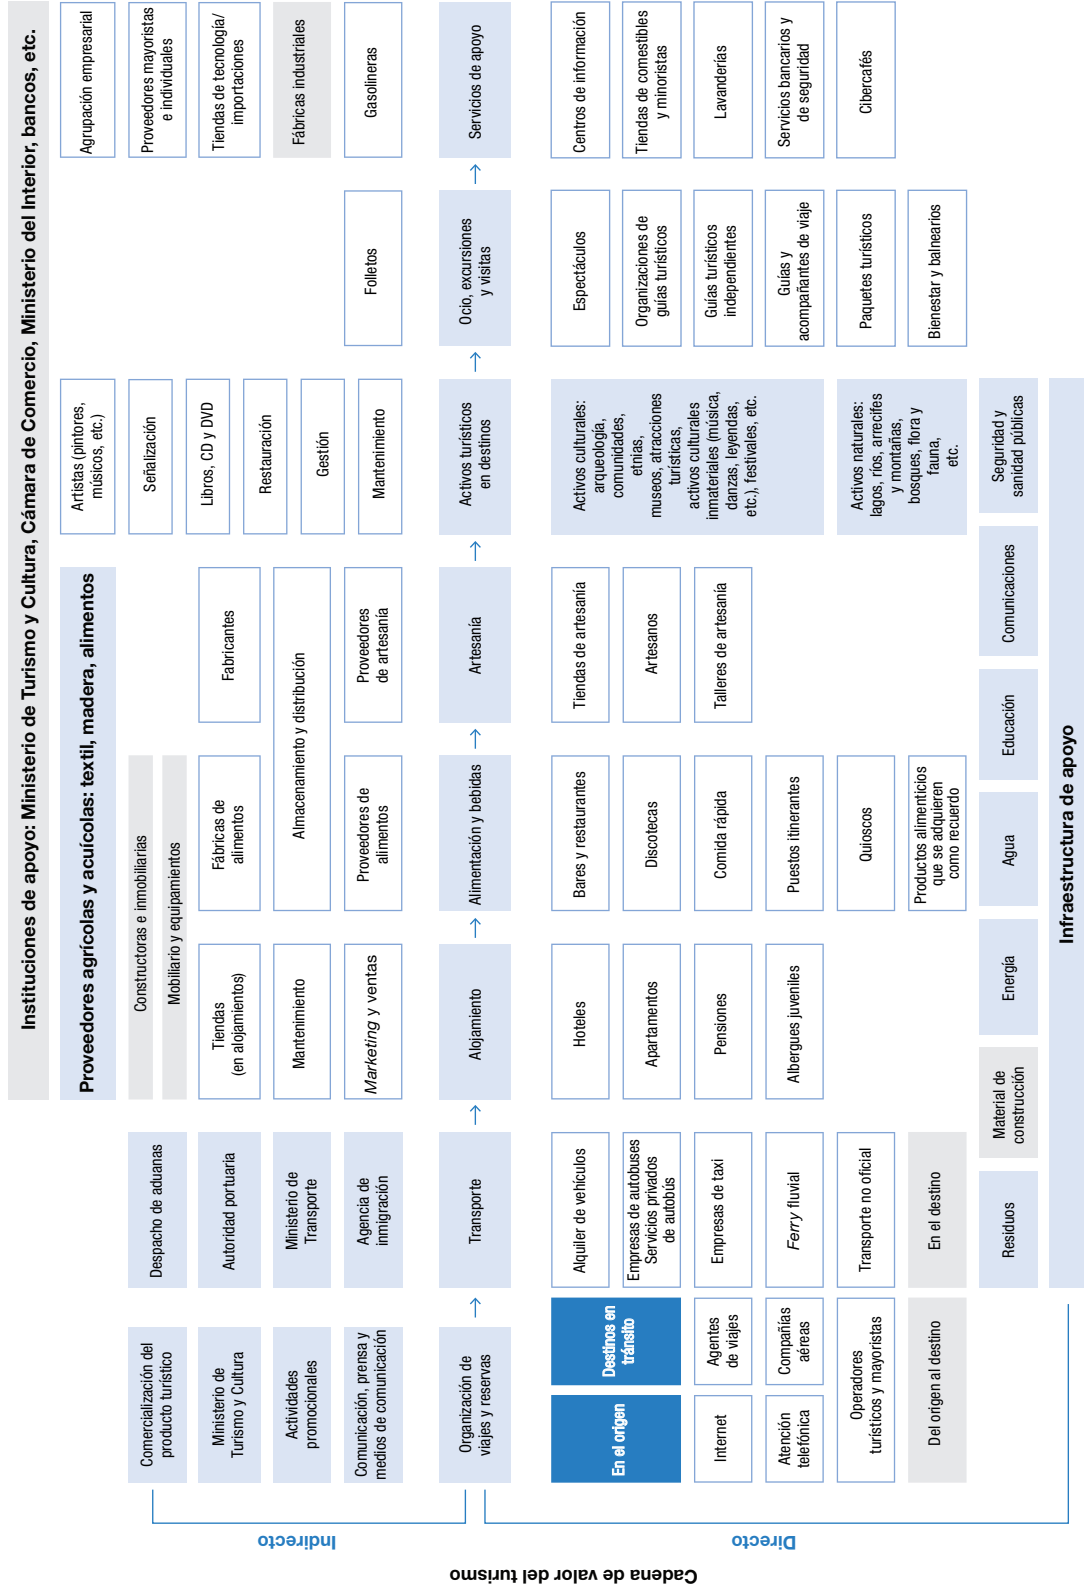 Cadena de valor del turismo
Indirecto
Directo
Instituciones de apoyo: Ministerio de Turismo y Cultura, Cámara de Comercio, Ministerio del Interior, bancos, etc.
Proveedores agrícolas y acuícolas: textil, madera, alimentos
Constructoras e inmobiliarias
Mobiliario y equipamientos
Comercialización del
producto turístico
Ministerio de
Turismo y Cultura
Actividades
promocionales
Comunicación, prensa y
medios de comunicación
Despacho de aduanas
Autoridad portuaria
Ministerio de
Transporte
Agencia de
inmigración
Tiendas
(en alojamientos)
Mantenimiento
Marketing y ventas
Fábricas de
alimentos
Fabricantes
Almacenamiento y distribución
Proveedores de
alimentos
Proveedores
de artesanía
Artistas (pintores,
músicos, etc.)
Señalización
Libros, CD y DVD
Restauración
Gestión
Mantenimiento
Folletos
Agrupación empresarial
Proveedores mayoristas
e individuales
Tiendas de tecnología/
importaciones
Fábricas industriales
Gasolineras
Organización de
viajes y reservas
→
Transporte
→
Alojamiento
→
Alimentación y bebidas
→
Artesanía
→
Activos turísticos
en destinos
→
Ocio, excursiones
y visitas
→
Servicios de apoyo
En el origen
Destinos en
tránsito
Internet
Agentes
de viajes
Atención
telefónica
Compañías
aéreas
Operadores
turísticos y mayoristas
Del origen al destino
Alquiler de vehículos
Empresas de autobuses
Servicios privados
de autobús
Empresas de taxi
Ferry fluvial
Transporte no oficial
En el destino
Hoteles
Apartamentos
Pensiones
Albergues juveniles
Bares y restaurantes
Discotecas
Comida rápida
Puestos itinerantes
Quioscos
Productos alimenticios
que se adquieren
como recuerdo
Tiendas de artesanía
Artesanos
Talleres de artesanía
Activos culturales:
arqueología,
comunidades,
etnias,
museos, atracciones
turísticas,
activos culturales
inmateriales (música,
danzas, leyendas,
etc.), festivales, etc.
Activos naturales:
lagos, ríos, arrecifes
y montañas,
bosques, flora y
fauna,
etc.
Espectáculos
Organizaciones de
guías turísticos
Guías turísticos
independientes
Guías y
acompañantes de viaje
Paquetes turísticos
Bienestar y balnearios
Centros de información
Tiendas de comestibles
y minoristas
Lavanderías
Servicios bancarios y
de seguridad
Cibercafés
Residuos
Material de
construcción
Energía
Agua
Educación
Comunicaciones
Seguridad y
sanidad públicas
Infraestructura de apoyo